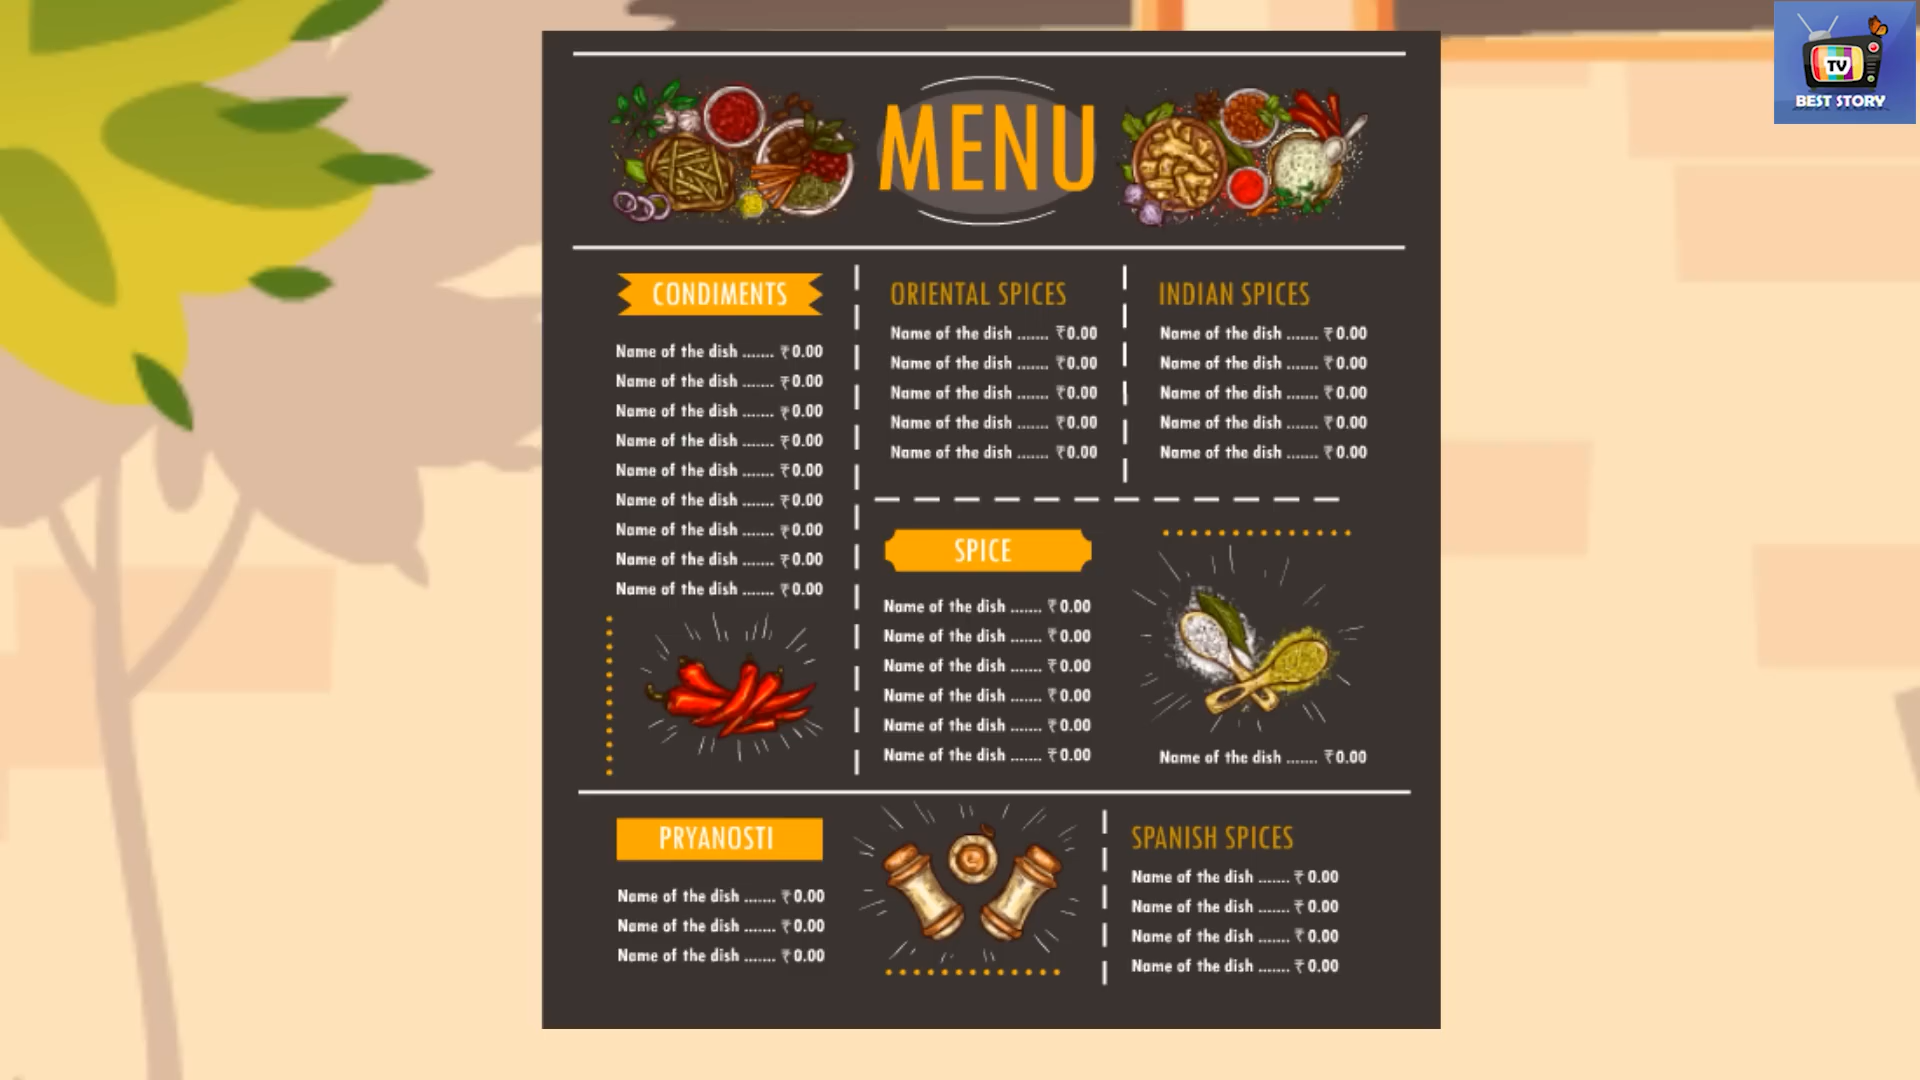 TV
BEST STORY
MENU
CONDIMENTS
Name of the dish ....... ₹0.00
Name of the dish ....... ₹0.00
Name of the dish ....... ₹0.00
Name of the dish ....... ₹0.00
Name of the dish ....... ₹0.00
Name of the dish ....... ₹0.00
Name of the dish ....... ₹0.00
Name of the dish ....... ₹0.00
Name of the dish ....... ₹0.00
ORIENTAL SPICES
Name of the dish ....... ₹0.00
Name of the dish ....... ₹0.00
Name of the dish ....... ₹0.00
Name of the dish ....... ₹0.00
Name of the dish ....... ₹0.00
INDIAN SPICES
Name of the dish ....... ₹0.00
Name of the dish ....... ₹0.00
Name of the dish ....... ₹0.00
Name of the dish ....... ₹0.00
Name of the dish ....... ₹0.00
SPICE
Name of the dish ....... ₹0.00
Name of the dish ....... ₹0.00
Name of the dish ....... ₹0.00
Name of the dish ....... ₹0.00
Name of the dish ....... ₹0.00
Name of the dish ....... ₹0.00
Name of the dish ....... ₹0.00
PRYANOSTI
Name of the dish ....... ₹0.00
Name of the dish ....... ₹0.00
Name of the dish ....... ₹0.00
SPANISH SPICES
Name of the dish ....... ₹0.00
Name of the dish ....... ₹0.00
Name of the dish ....... ₹0.00
Name of the dish ....... ₹0.00